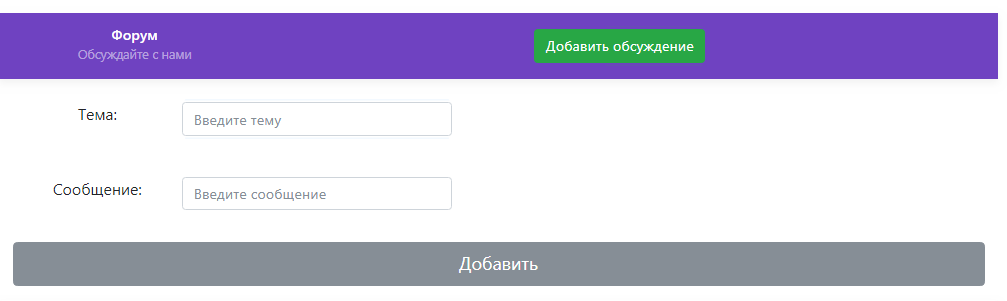 Форум
Обсуждайте с нами
Добавить обсуждение
Тема:
Введите тему
Сообщение:
Введите сообщение
Добавить